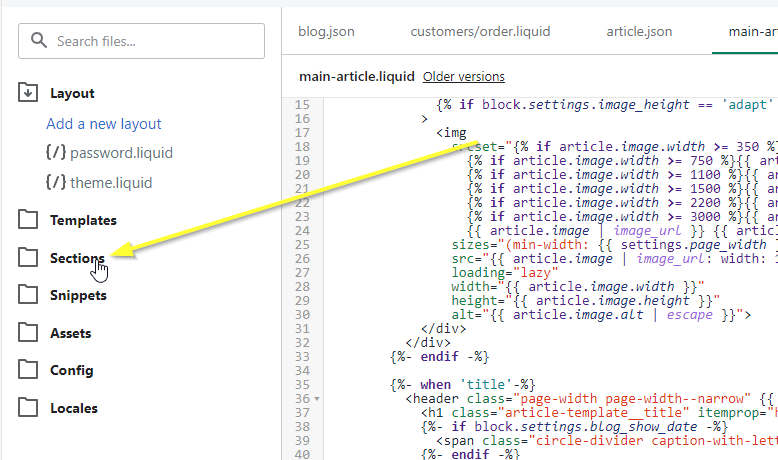 Search files...
Layout
Add a new layout
{/} password.liquid
{/} theme.liquid
Templates
Sections
Snippets
Assets
Config
Locales
blog.json customers/order.liquid article.json main-ar
main-article.liquid Older versions
15 {% if block.settings.image_height == 'adapt'
16 >
17 <img
18 srcset="{% if article.image.width >= 350 %}
19 {% if article.image.width >= 750 %}{{ art
20 {% if article.image.width >= 1100 %}{{ ar
21 {% if article.image.width >= 1500 %}{{ ar
22 {% if article.image.width >= 2200 %}{{ ar
23 {% if article.image.width >= 3000 %}{{ ar
24 {{ article.image | image_url }} {{ articl
25 sizes="(min-width: {{ settings.page_width
26 src="{{ article.image | image_url: width:
27 loading="lazy"
28 width="{{ article.image.width }}"
29 height="{{ article.image.height }}"
30 alt="{{ article.image.alt | escape }}">
31 </div>
32 </div>
33 {%- endif -%}
34
35 {%- when 'title'-%}
36 <header class="page-width page-width--narrow" {{
37 <h1 class="article-template__title" itemprop="h
38 {%- if block.settings.blog_show_date -%}
39 <span class="circle-divider caption-with-lett
40 {%- endif -%}